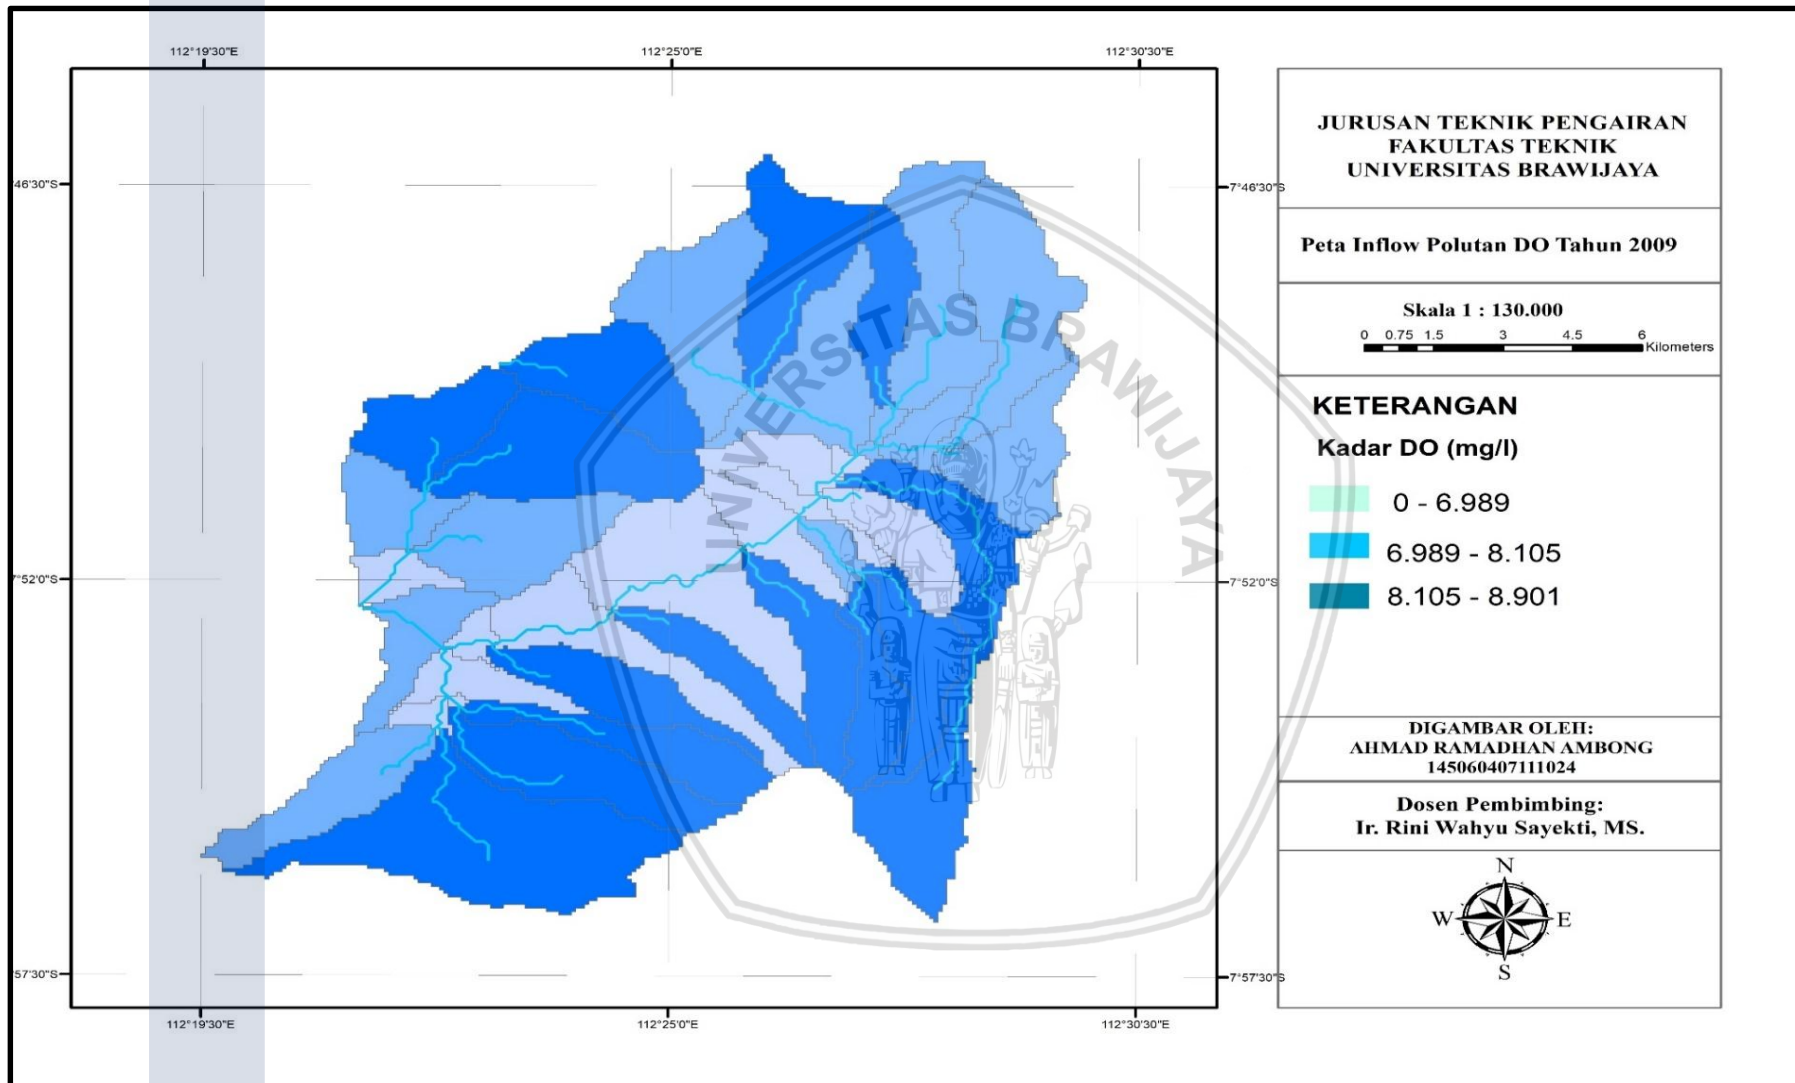 112°19'30"E 112°25'0"E 112°30'30"E
7°46'30"S 7°46'30"S
7°52'0"S 7°52'0"S
7°57'30"S 7°57'30"S
112°19'30"E 112°25'0"E 112°30'30"E
UNIVERSITAS BRAWIJAYA
JURUSAN TEKNIK PENGAIRAN
FAKULTAS TEKNIK
UNIVERSITAS BRAWIJAYA
Peta Inflow Polutan DO Tahun 2009
Skala 1 : 130.000
0 0.75 1.5 3 4.5 6
Kilometers
KETERANGAN
Kadar DO (mg/l)
0 - 6.989
6.989 - 8.105
8.105 - 8.901
DIGAMBAR OLEH:
AHMAD RAMADHAN AMBONG
145060407111024
Dosen Pembimbing:
Ir. Rini Wahyu Sayekti, MS.
N
W E
S